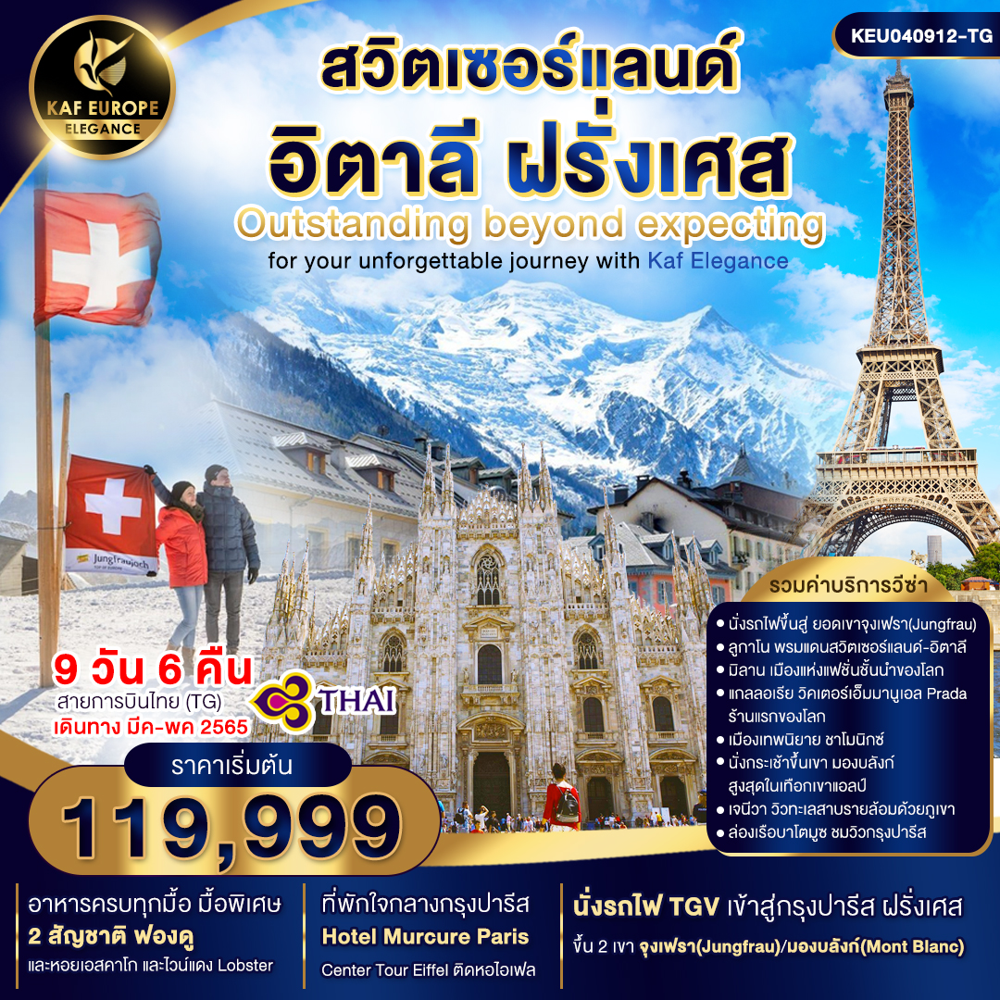 KAF EUROPE
ELEGANCE
KEU040912-TG
สวิตเซอร์แลนด์
อิตาลี ฝรั่งเศส
Outstanding beyond expecting
for your unforgettable journey with Kaf Elegance
Jungfraujoch
TOP OF EUROPE
รวมค่าบริการวีซ่า
• นั่งรถไฟขึ้นสู่ ยอดเขาจุงเฟรา(Jungfrau)
• ลูกาโน พรมแดนสวิตเซอร์แลนด์-อิตาลี
• มิลาน เมืองแห่งแฟชั่นชั้นนำของโลก
• แกลลอเรีย วิคเตอร์เอ็มมานูเอล Prada
ร้านแรกของโลก
• เมืองเทพนิยาย ชาโมนิกซ์
• นั่งกระเช้าขึ้นเขา มองบลังก์
สูงสุดในเทือกเขาแอลป์
• เจนีวา วิวทะเลสาบรายล้อมด้วยภูเขา
• ล่องเรือบาโตมูช ชมวิวกรุงปารีส
9 วัน 6 คืน
สายการบินไทย (TG)
เดินทาง มีค-พค 2565
THAI
ราคาเริ่มต้น
119,999
อาหารครบทุกมื้อ มื้อพิเศษ
2 สัญชาติ ฟองดู
และหอยเอสคาโก และไวน์แดง Lobster
ที่พักใจกลางกรุงปารีส
Hotel Murcure Paris
Center Tour Eiffel ติดหอไอเฟล
นั่งรถไฟ TGV เข้าสู่กรุงปารีส ฝรั่งเศส
ขึ้น 2 เขา จุงเฟรา(Jungfrau)/มองบลังก์(Mont Blanc)